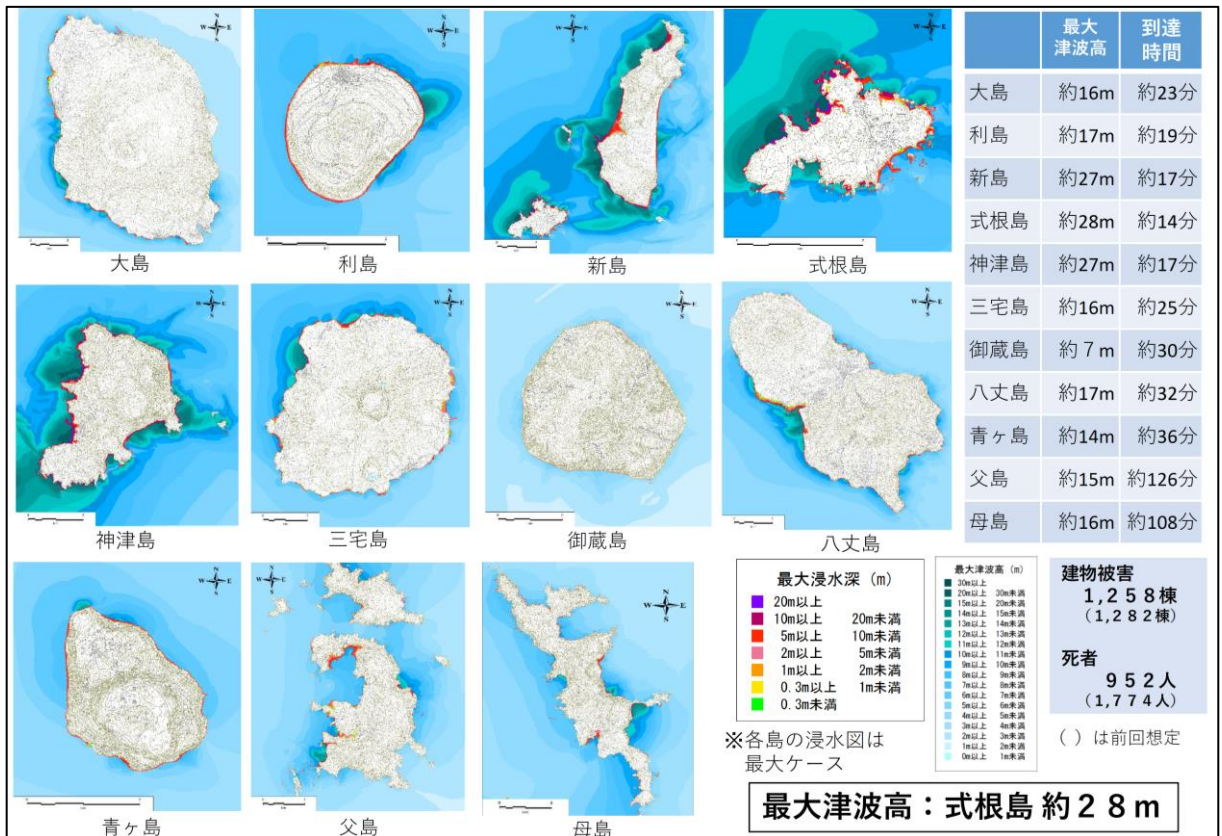 大島
利島
新島
式根島
神津島
三宅島
御蔵島
八丈島
青ヶ島
父島
母島
最大津波高 到達時間
大島 約16m 約23分
利島 約17m 約19分
新島 約27m 約17分
式根島 約28m 約14分
神津島 約27m 約17分
三宅島 約16m 約25分
御蔵島 約７ｍ 約30分
八丈島 約17m 約32分
青ヶ島 約14m 約36分
父島 約15m 約126分
母島 約16m 約108分
最大浸水深（m）
20m以上
10m以上 20m未満
5m以上 10m未満
2m以上 5m未満
1m以上 2m未満
0.3m以上 1m未満
0.3m未満
※各島の浸水図は
最大ケース
最大津波高（m）
30m以上
20m以上 30m未満
15m以上 20m未満
14m以上 15m未満
13m以上 14m未満
12m以上 13m未満
11m以上 12m未満
10m以上 11m未満
9m以上 10m未満
8m以上 9m未満
7m以上 8m未満
6m以上 7m未満
5m以上 6m未満
4m以上 5m未満
3m以上 4m未満
2m以上 3m未満
1m以上 2m未満
0m以上 1m未満
建物被害
１,２５８棟
（１,２８２棟）
死者
９５２人
（１,７７４人）
（ ）は前回想定
最大津波高：式根島 約２８ｍ